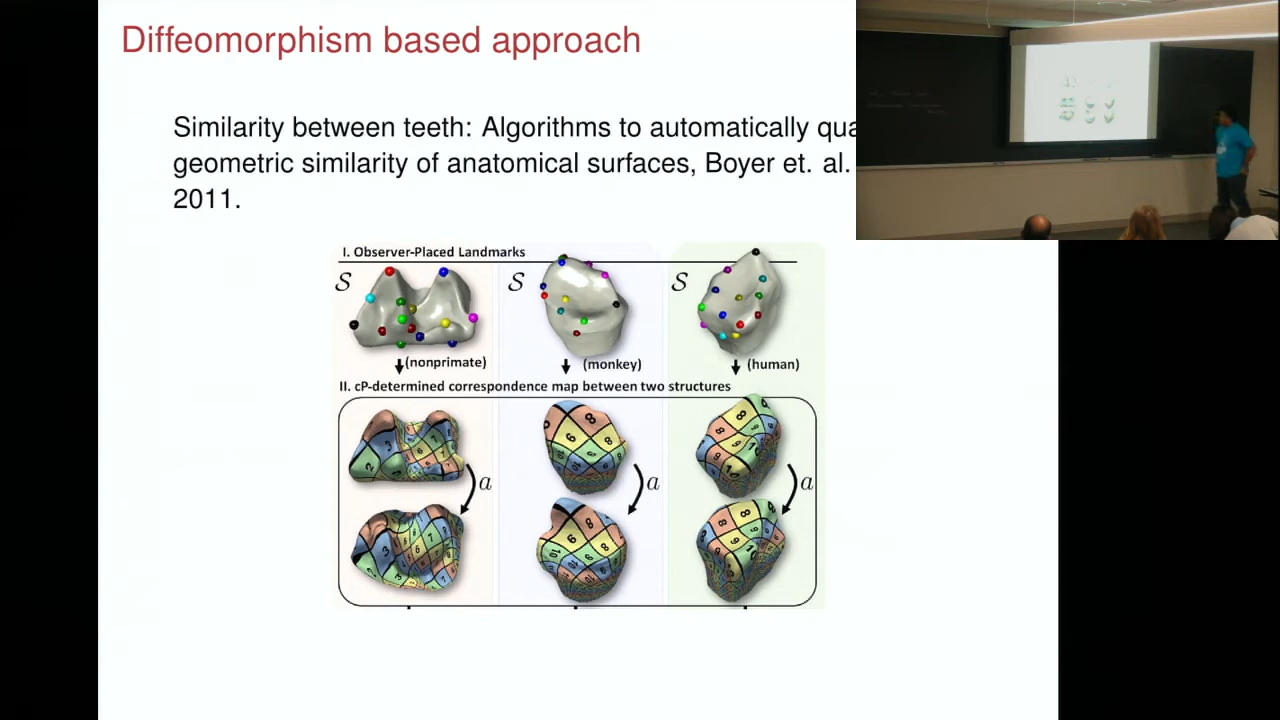 Diffeomorphism based approach
Similarity between teeth: Algorithms to automatically qua
geometric similarity of anatomical surfaces, Boyer et. al.
2011.
I. Observer-Placed Landmarks
S S S
(nonprimate) (monkey) (human)
II. cP-determined correspondence map between two structures
a a a